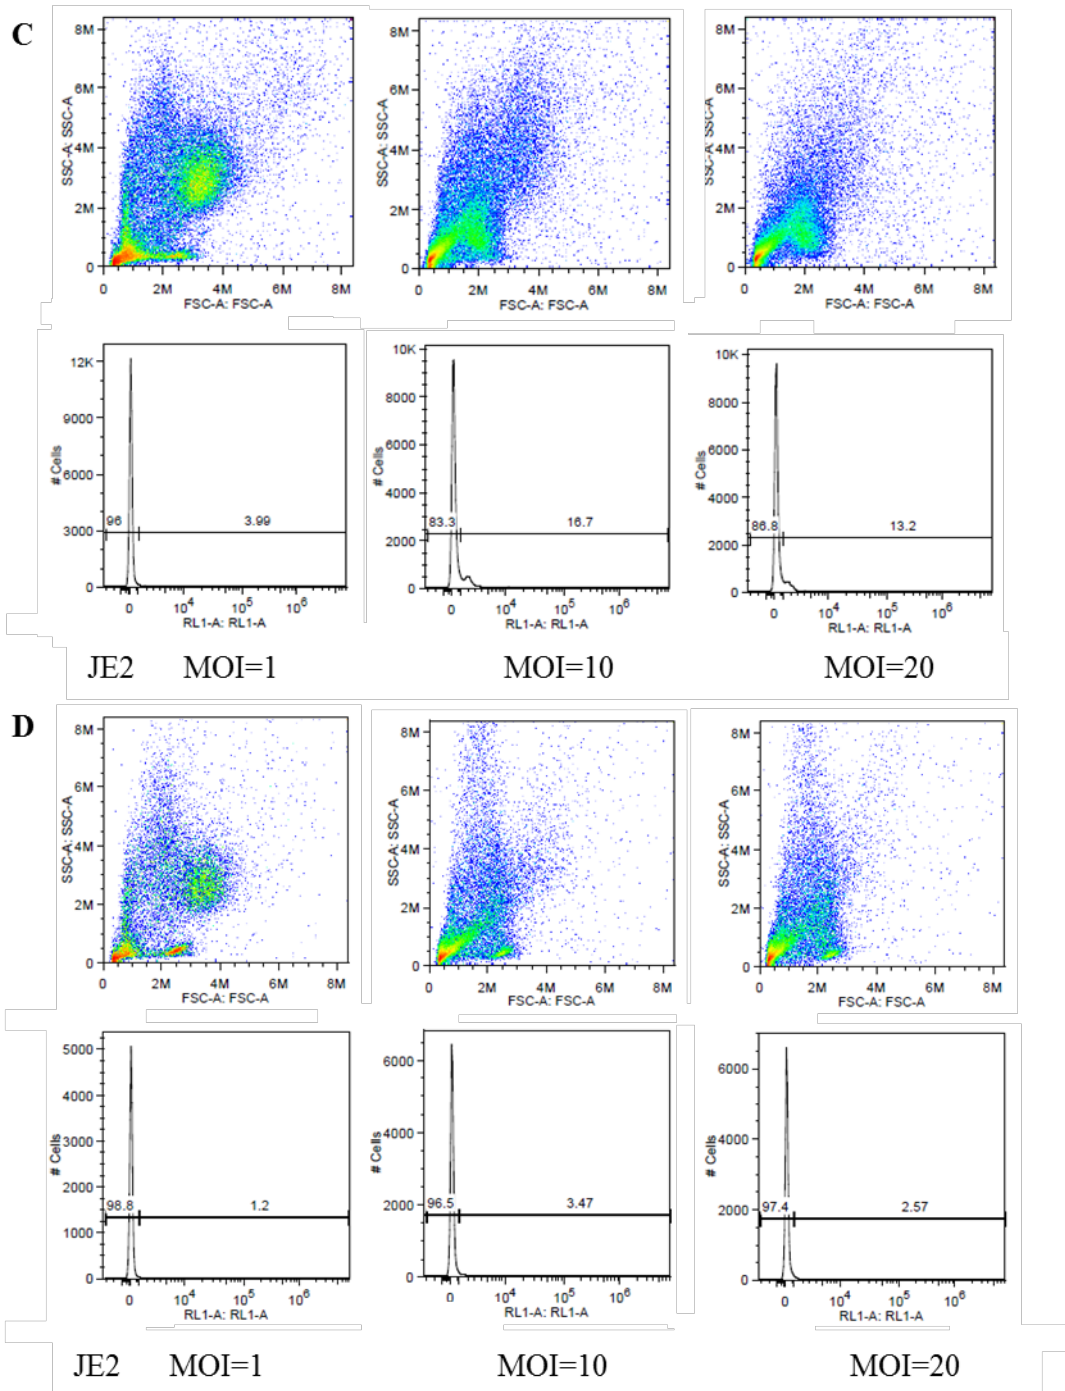 C
8M
6M
4M
2M
0
SSC-A: SSC-A
0 2M 4M 6M 8M
FSC-A: FSC-A
8M
6M
4M
2M
0
SSC-A: SSC-A
0 2M 4M 6M 8M
FSC-A: FSC-A
8M
6M
4M
2M
0
SSC-A: SSC-A
0 2M 4M 6M 8M
FSC-A: FSC-A
12K
9000
6000
3000
0
# Cells
96 3.99
0 10^4 10^5 10^6
RL1-A: RL1-A
10K
8000
6000
4000
2000
0
# Cells
83.3 16.7
0 10^4 10^5 10^6
RL1-A: RL1-A
10K
8000
6000
4000
2000
0
# Cells
86.8 13.2
0 10^4 10^5 10^6
RL1-A: RL1-A
JE2 MOI=1 MOI=10 MOI=20
D
8M
6M
4M
2M
0
SSC-A: SSC-A
0 2M 4M 6M 8M
FSC-A: FSC-A
8M
6M
4M
2M
0
SSC-A: SSC-A
0 2M 4M 6M 8M
FSC-A: FSC-A
8M
6M
4M
2M
0
SSC-A: SSC-A
0 2M 4M 6M 8M
FSC-A: FSC-A
5000
4000
3000
2000
1000
0
# Cells
98.8 1.2
0 10^4 10^5 10^6
RL1-A: RL1-A
6000
4000
2000
0
# Cells
96.5 3.47
0 10^4 10^5 10^6
RL1-A: RL1-A
6000
4000
2000
0
# Cells
97.4 2.57
0 10^4 10^5 10^6
RL1-A: RL1-A
JE2 MOI=1 MOI=10 MOI=20